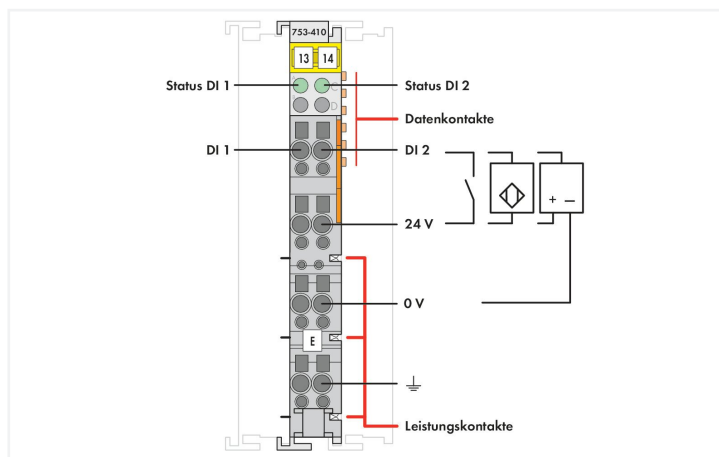 753-410
13 14
Status DI 1
C
Status DI 2
D
Datenkontakte
DI 1
DI 2
+ −
24 V
0 V
E
Leistungskontakte